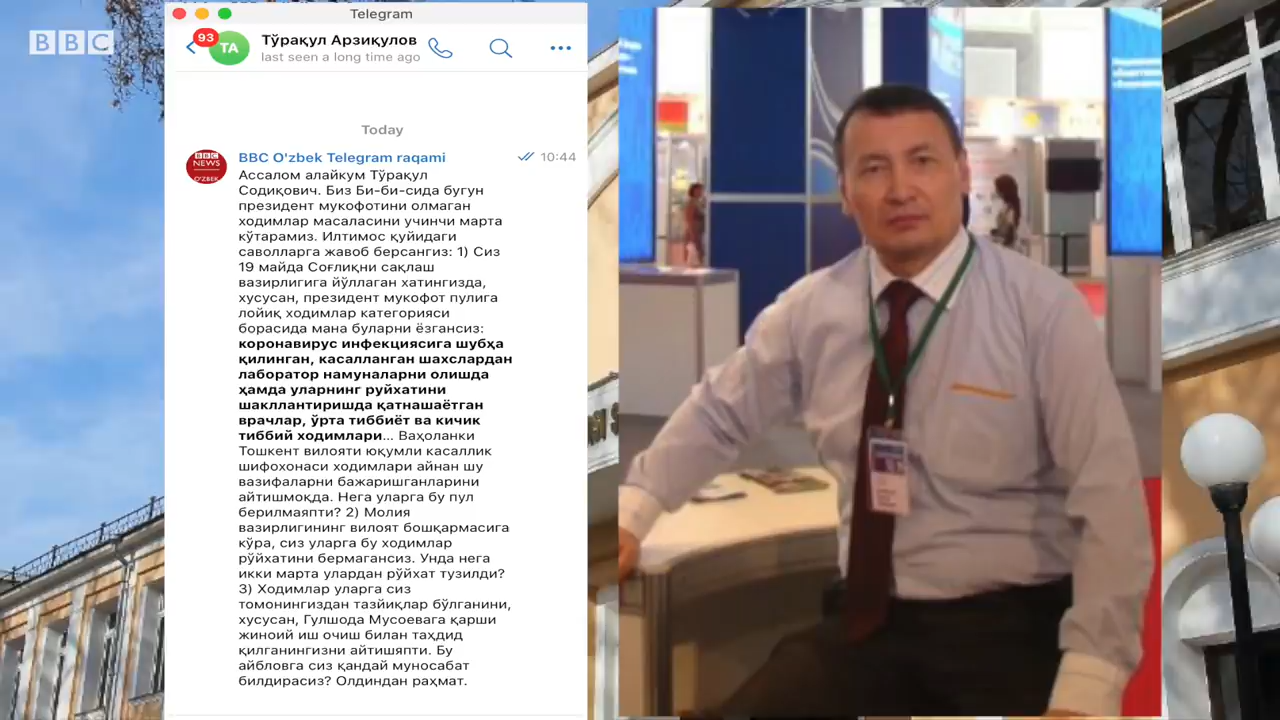 BBC
Telegram
93
TA
Тўрақул Арзиқулов
last seen a long time ago
Today
BBC
NEWS
O'ZBEK
BBC O'zbek Telegram raqami
10:44
Ассалом алайкум Тўрақул
Содиқович. Биз Би-би-сида бугун
президент мукофотини олмаган
ходимлар масаласини учинчи марта
кўтарамиз. Илтимос қуйидаги
саволларга жавоб берсангиз: 1) Сиз
19 майда Соғлиқни сақлаш
вазирлигига йўллаган хатингизда,
хусусан, президент мукофот пулига
лойиқ ходимлар категорияси
борасида мана буларни ёзгансиз:
коронавирус инфекциясига шубҳа
қилинган, касалланган шахслардан
лаборатор намуналарни олишда
ҳамда уларнинг руйхатини
шакллантиришда қатнашаётган
врачлар, ўрта тиббиёт ва кичик
тиббий ходимлари... Ваҳоланки
Тошкент вилояти юқумли касаллик
шифохонаси ходимлари айнан шу
вазифаларни бажаришганларини
айтишмоқда. Нега уларга бу пул
берилмаяпти? 2) Молия
вазирлигининг вилоят бошқармасига
кўра, сиз уларга бу ходимлар
рўйхатини бермагансиз. Унда нега
икки марта улардан рўйхат тузилди?
3) Ходимлар уларга сиз
томонингиздан тазйиқлар бўлганини,
хусусан, Гулшода Мусоевага қарши
жиноий иш очиш билан таҳдид
қилганингизни айтишяпти. Бу
айбловга сиз қандай муносабат
билдирасиз? Олдиндан раҳмат.